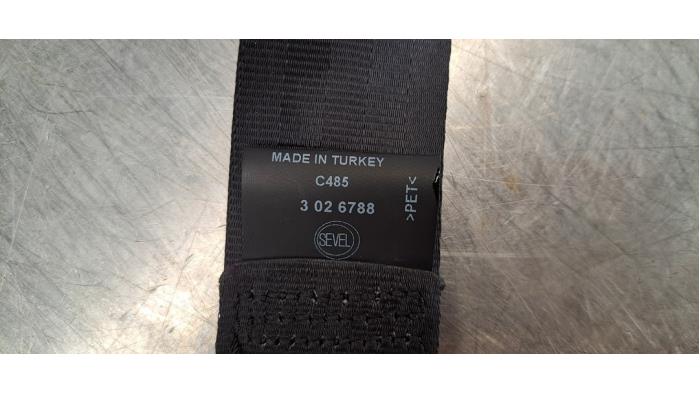 MADE IN TURKEY
C485
>PET<
3 02 6788
SEVEL